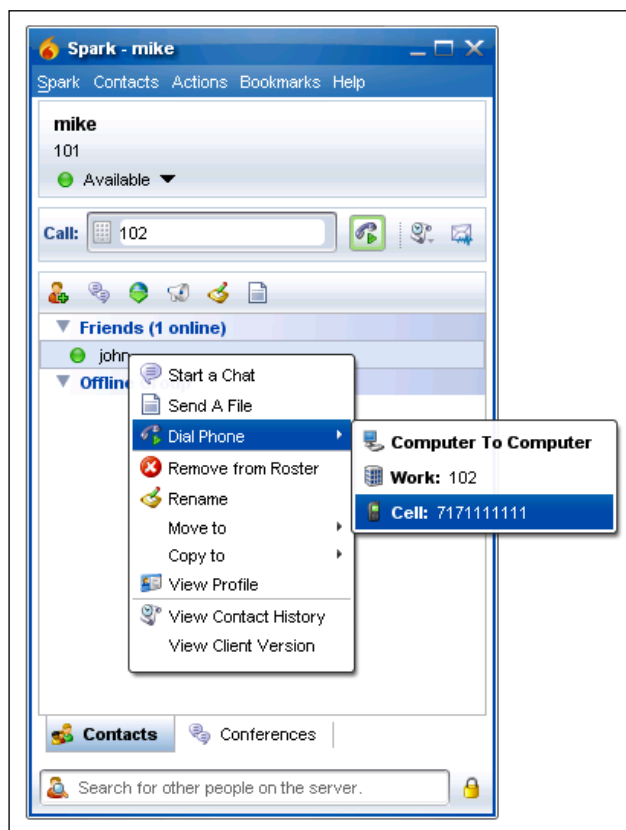 Spark - mike
Spark Contacts Actions Bookmarks Help
mike
101
Available
Call: 102
Friends (1 online)
john
Offline
Start a Chat
Send A File
Dial Phone
Computer To Computer
Remove from Roster
Work: 102
Rename
Cell: 7171111111
Move to
Copy to
View Profile
View Contact History
View Client Version
Contacts Conferences
Search for other people on the server.